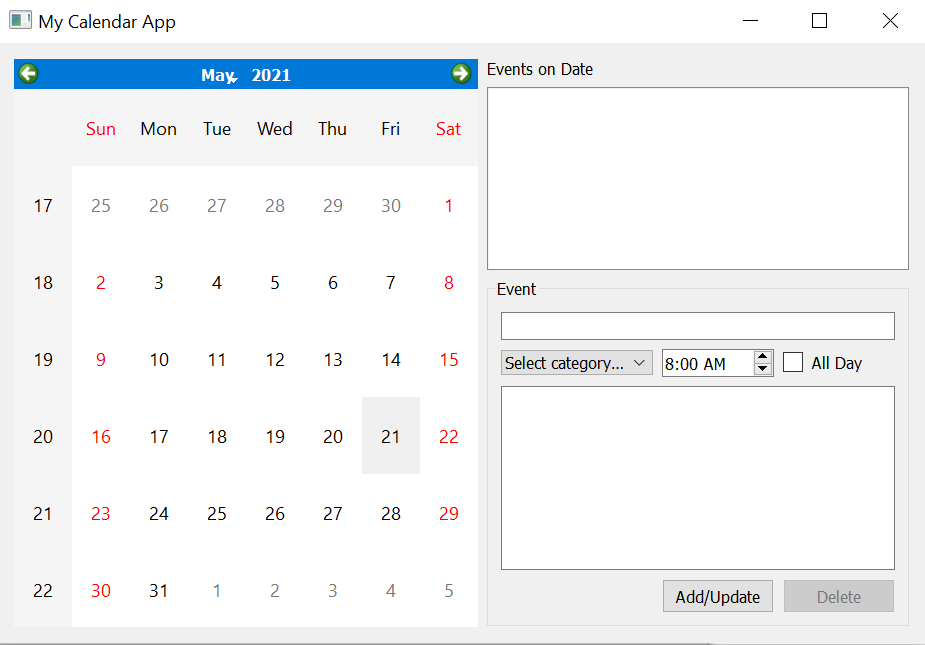 My Calendar App
May, 2021
Sun Mon Tue Wed Thu Fri Sat
17 25 26 27 28 29 30 1
18 2 3 4 5 6 7 8
19 9 10 11 12 13 14 15
20 16 17 18 19 20 21 22
21 23 24 25 26 27 28 29
22 30 31 1 2 3 4 5
Events on Date
Event
Select category... 8:00 AM All Day
Add/Update Delete